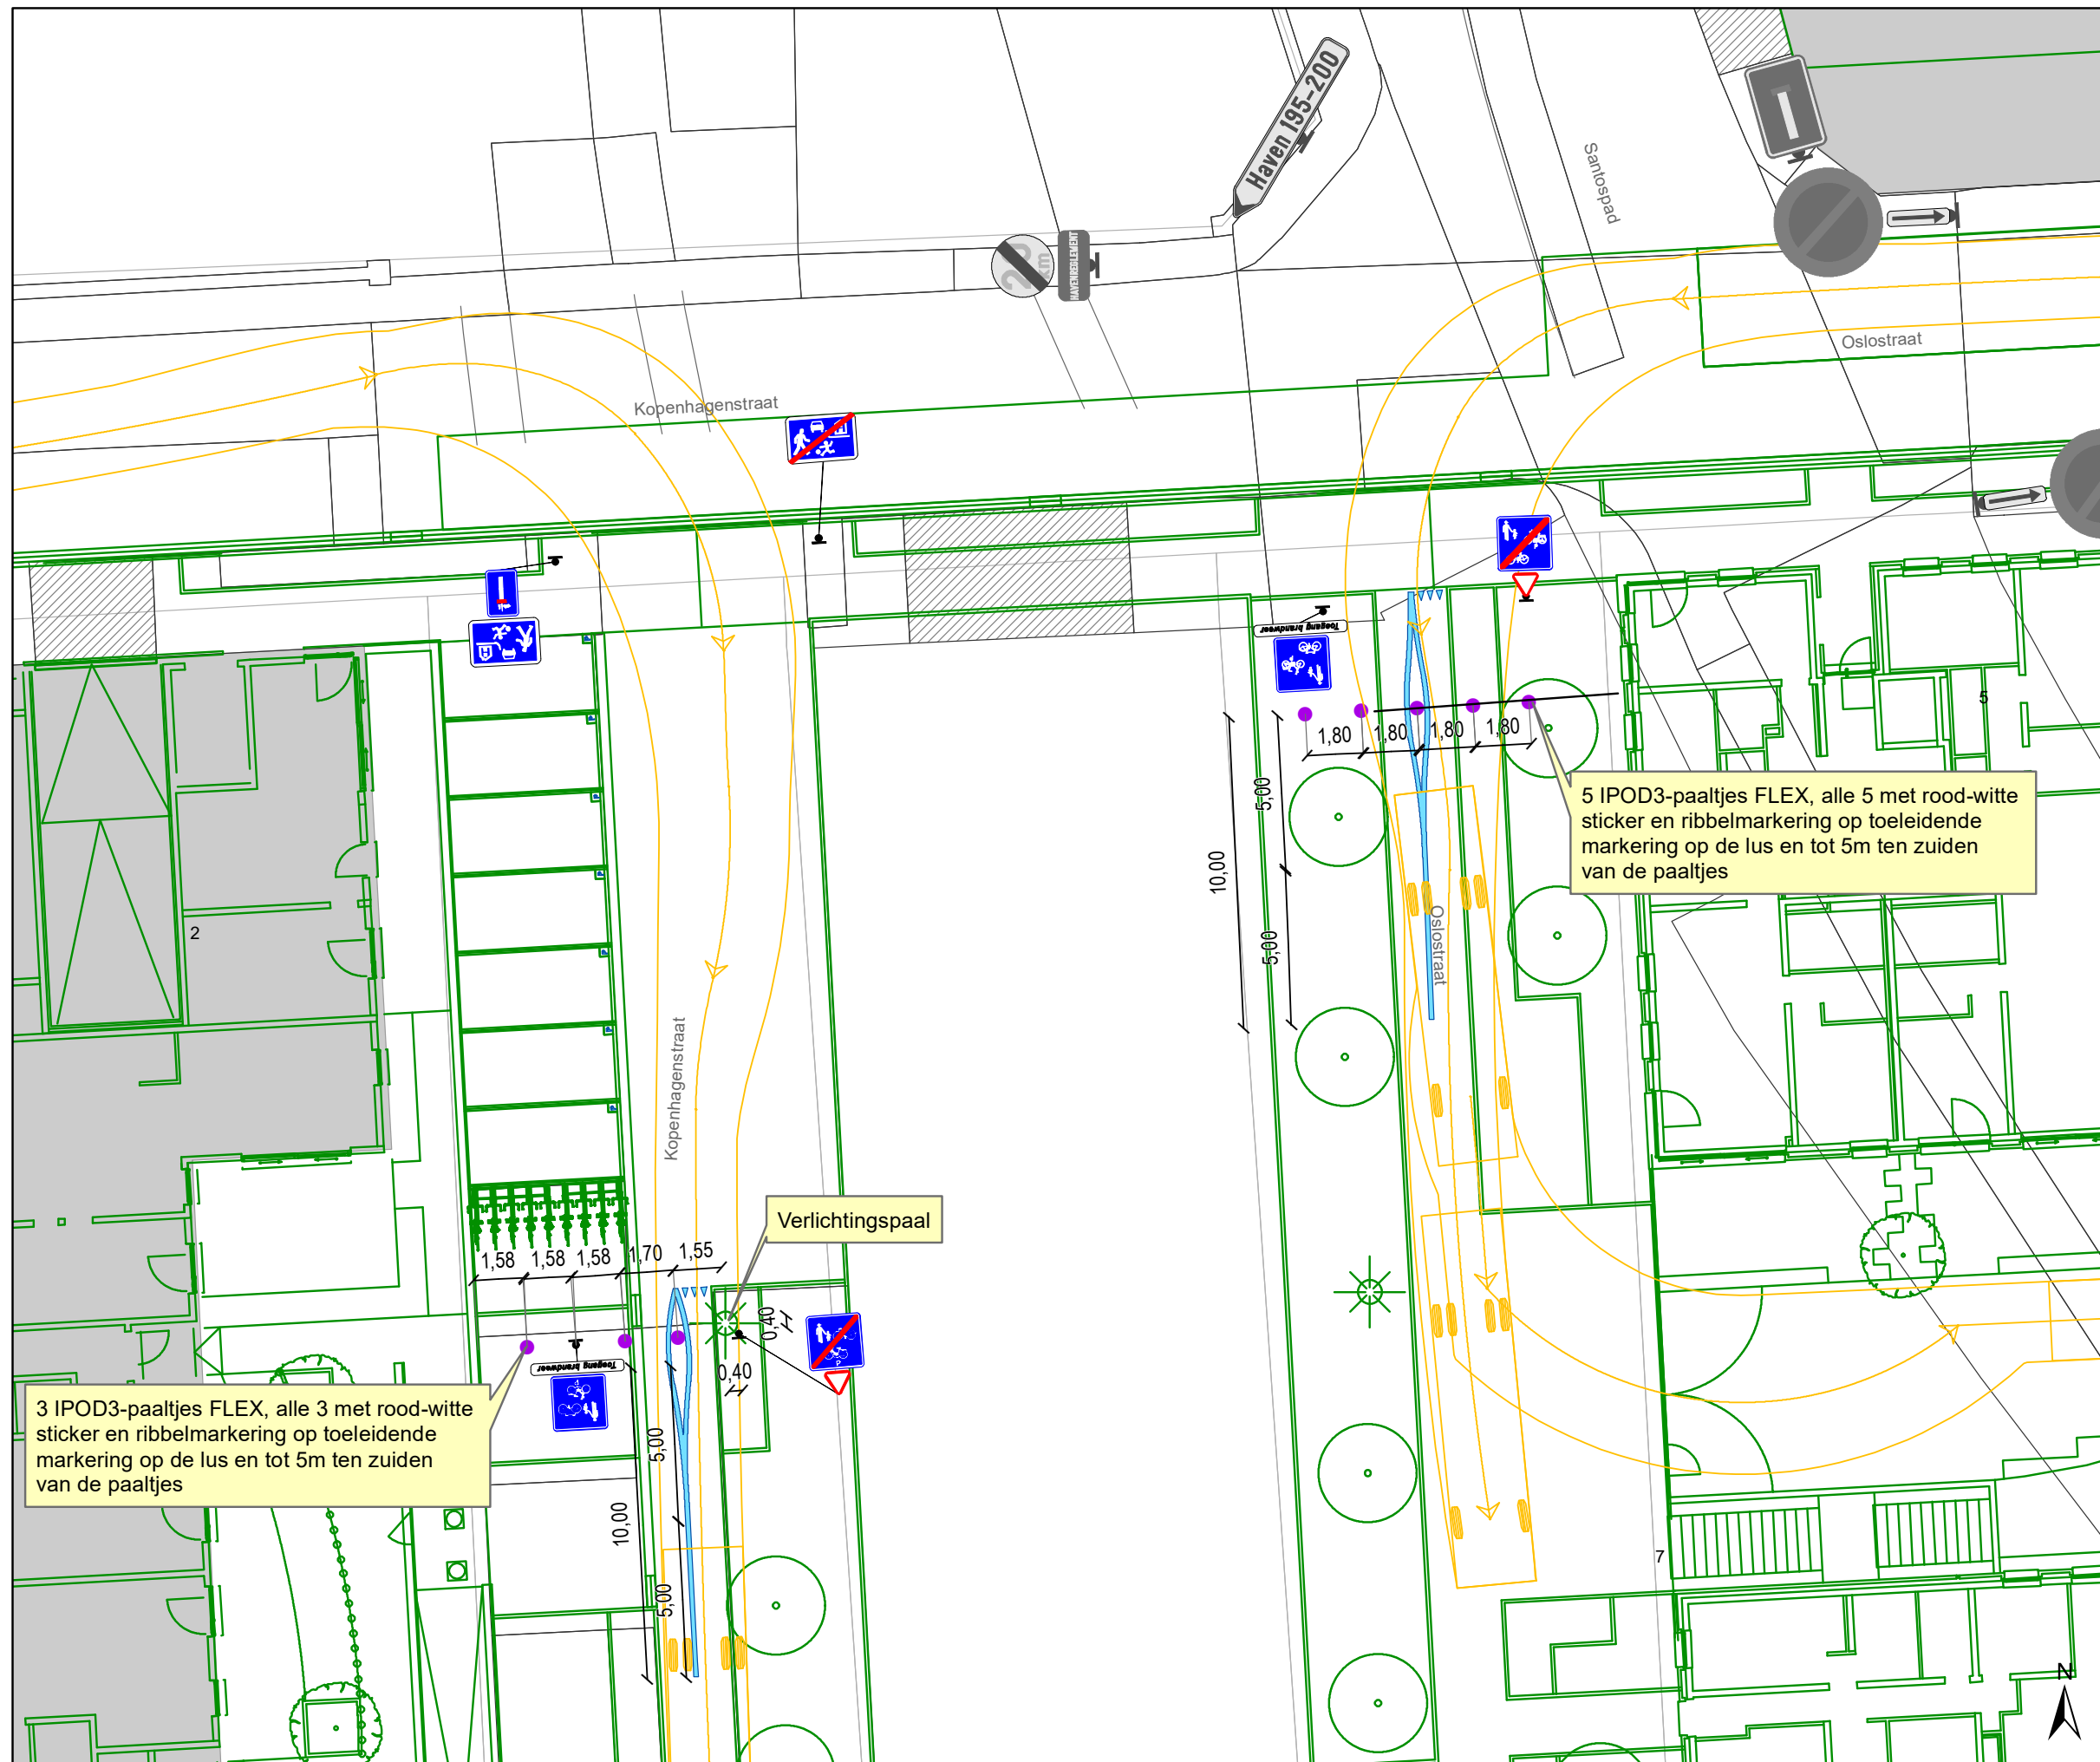 Haven 195-200
Santospad
20
km
HAVENREGLEMENT
Oslostraat
Kopenhagenstraat
Toegang brandweer
5
1,80
1,80
1,80
1,80
5,00
10,00
5,00
5 IPOD3-paaltjes FLEX, alle 5 met rood-witte
sticker en ribbelmarkering op toeleidende
markering op de lus en tot 5m ten zuiden
van de paaltjes
Oslostraat
2
Kopenhagenstraat
Verlichtingspaal
1,58
1,58
1,58
1,70
1,55
0,40
0,40
Toegang brandweer
P
3 IPOD3-paaltjes FLEX, alle 3 met rood-witte
sticker en ribbelmarkering op toeleidende
markering op de lus en tot 5m ten zuiden
van de paaltjes
5,00
10,00
5,00
7
N